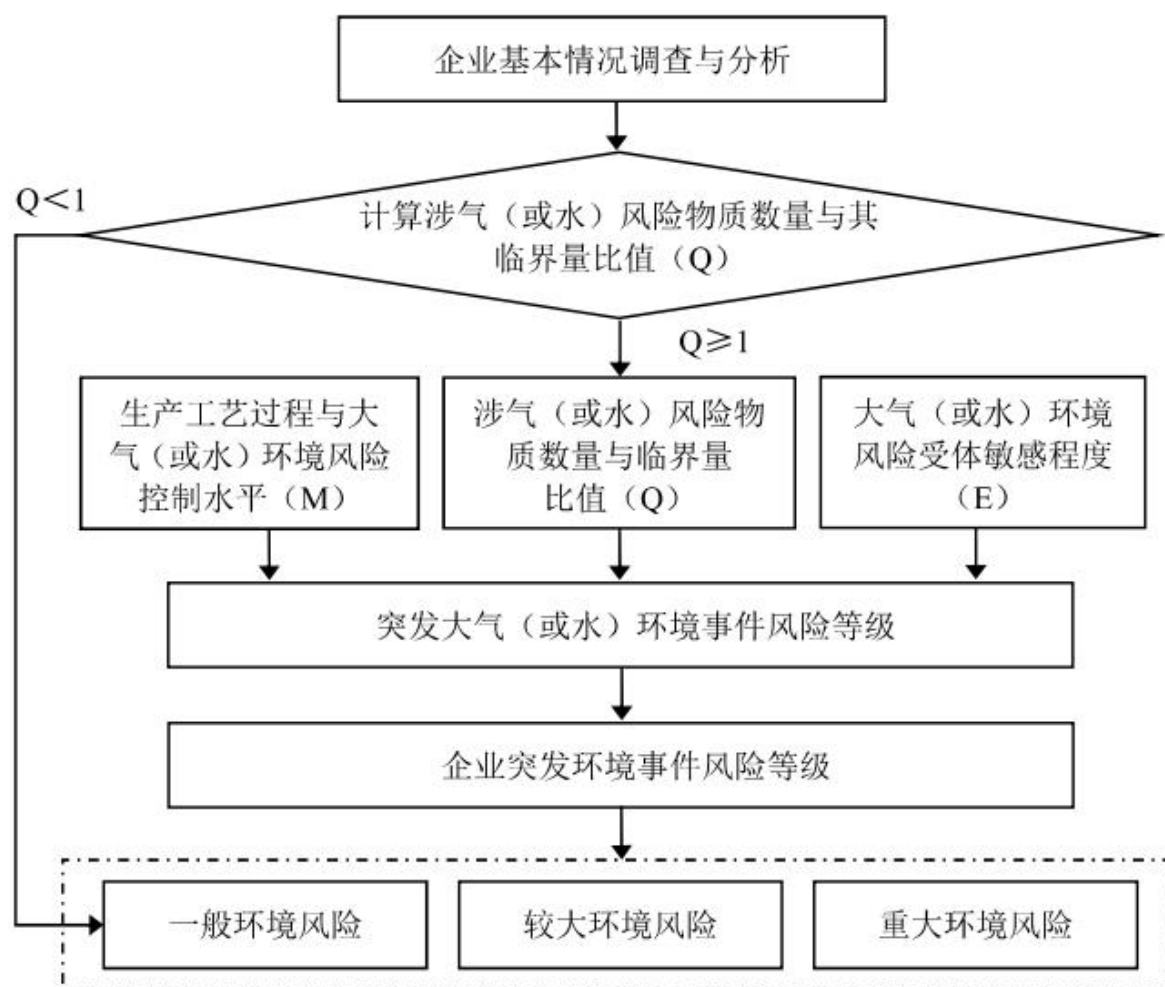 企业基本情况调查与分析
Q＜1
计算涉气（或水）风险物质数量与其
临界量比值（Q）
Q≥1
生产工艺过程与大
气（或水）环境风险
控制水平（M）
涉气（或水）风险物
质数量与临界量
比值（Q）
大气（或水）环境
风险受体敏感程度
（E）
突发大气（或水）环境事件风险等级
企业突发环境事件风险等级
一般环境风险
较大环境风险
重大环境风险